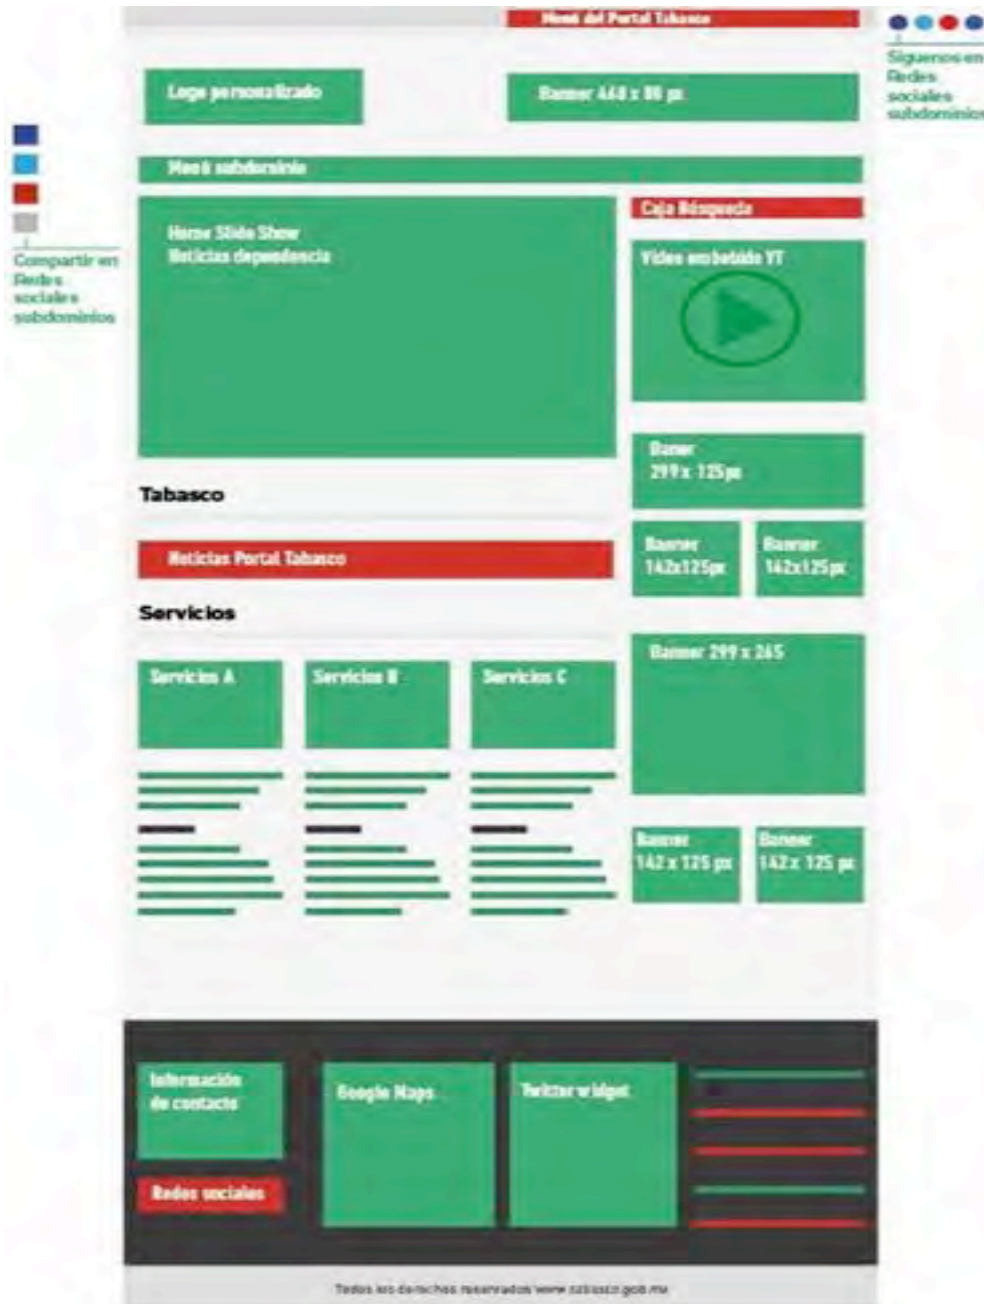 Menú del Portal Tabasco
Síguenos en
Redes
sociales
subdominios
Logo personalizado
Banner 468 x 80 px
Menú subdominio
Compartir en
Redes
sociales
subdominios
Home Slide Show
Noticias dependencia
Caja Búsqueda
Video embebido YT
Baner
299 x 125px
Tabasco
Banner
142x125px
Banner
142x125px
Noticias Portal Tabasco
Servicios
Servicios A
Servicios B
Servicios C
Banner 299 x 265
Banner
142 x 125 px
Banner
142 x 125 px
Información
de contacto
Google Maps
Twitter widget
Redes sociales
Todos los derechos reservados www.tabasco.gob.mx